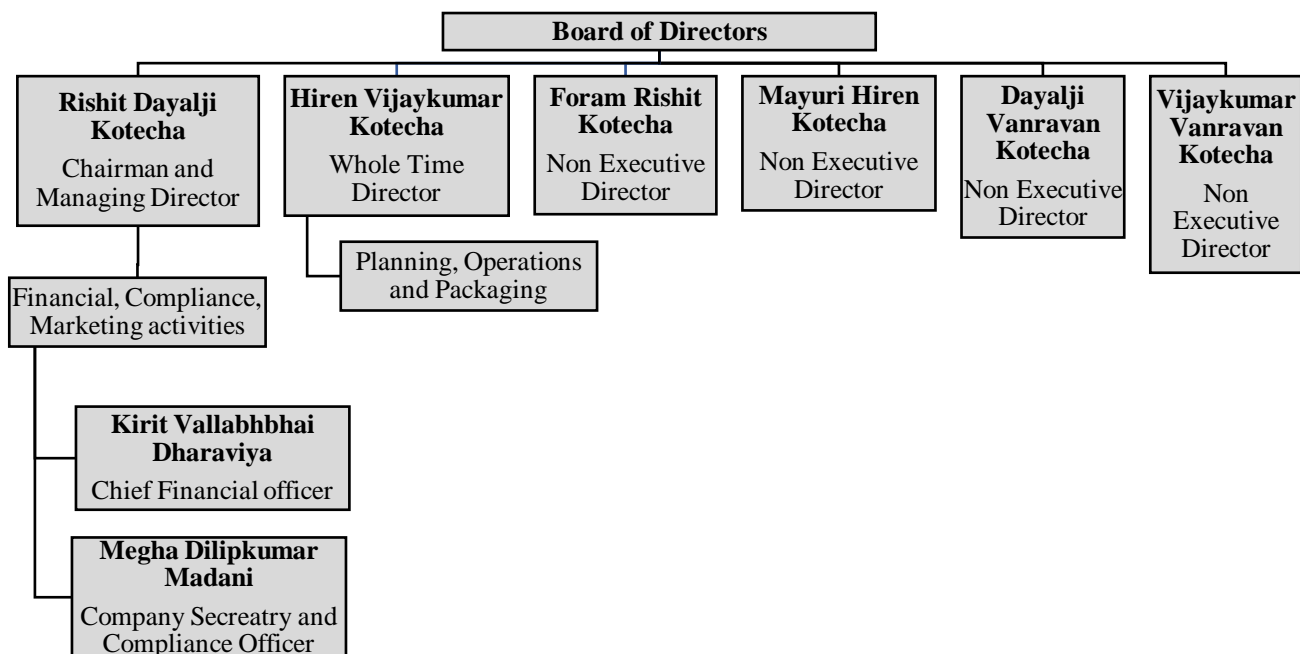 Board of Directors
Rishit Dayalji
Kotecha
Chairman and
Managing Director
Hiren Vijaykumar
Kotecha
Whole Time
Director
Foram Rishit
Kotecha
Non Executive
Director
Mayuri Hiren
Kotecha
Non Executive
Director
Dayalji
Vanravan
Kotecha
Non Executive
Director
Vijaykumar
Vanravan
Kotecha
Non
Executive
Director
Planning, Operations
and Packaging
Financial, Compliance,
Marketing activities
Kirit Vallabhbhai
Dharaviya
Chief Financial officer
Megha Dilipkumar
Madani
Company Secreatry and
Compliance Officer